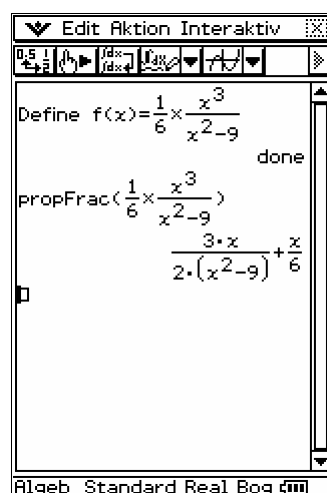 Edit Aktion Interaktiv
Define f(x)=1/6×x^3/(x^2-9)
done
propFrac(1/6×x^3/(x^2-9))
3·x/(2·(x^2-9))+x/6
Algeb Standard Real Bog